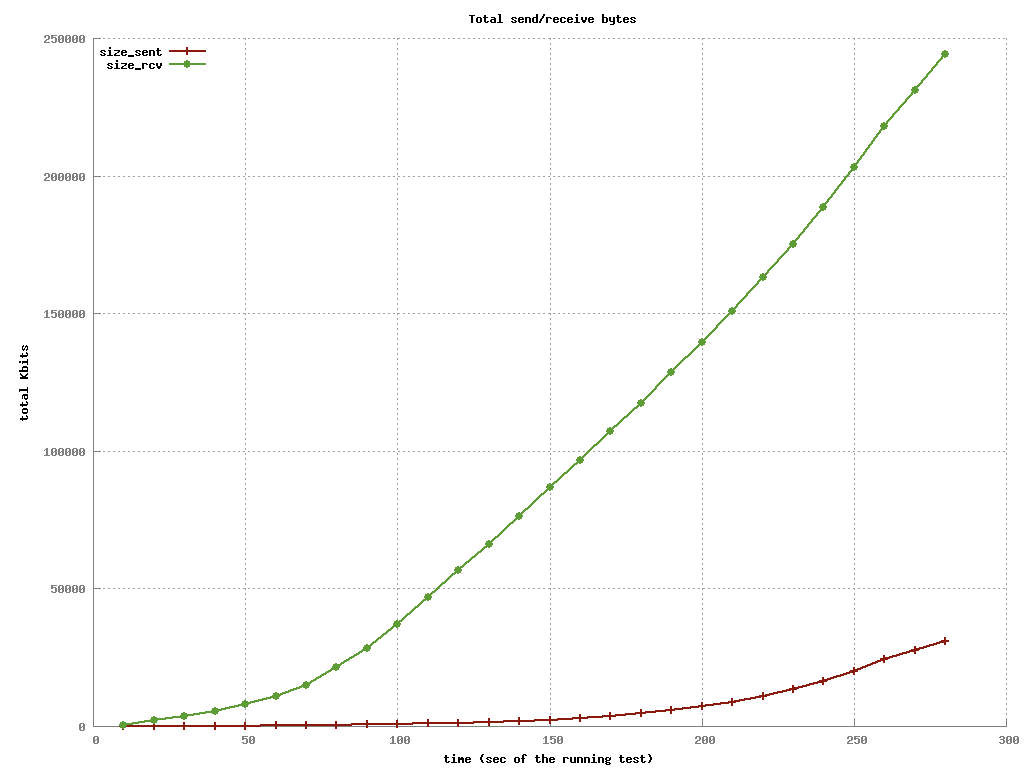 Total send/receive bytes
250000
size_sent
size_rcv
200000
150000
total Kbits
100000
50000
0
0 50 100 150 200 250 300
time (sec of the running test)